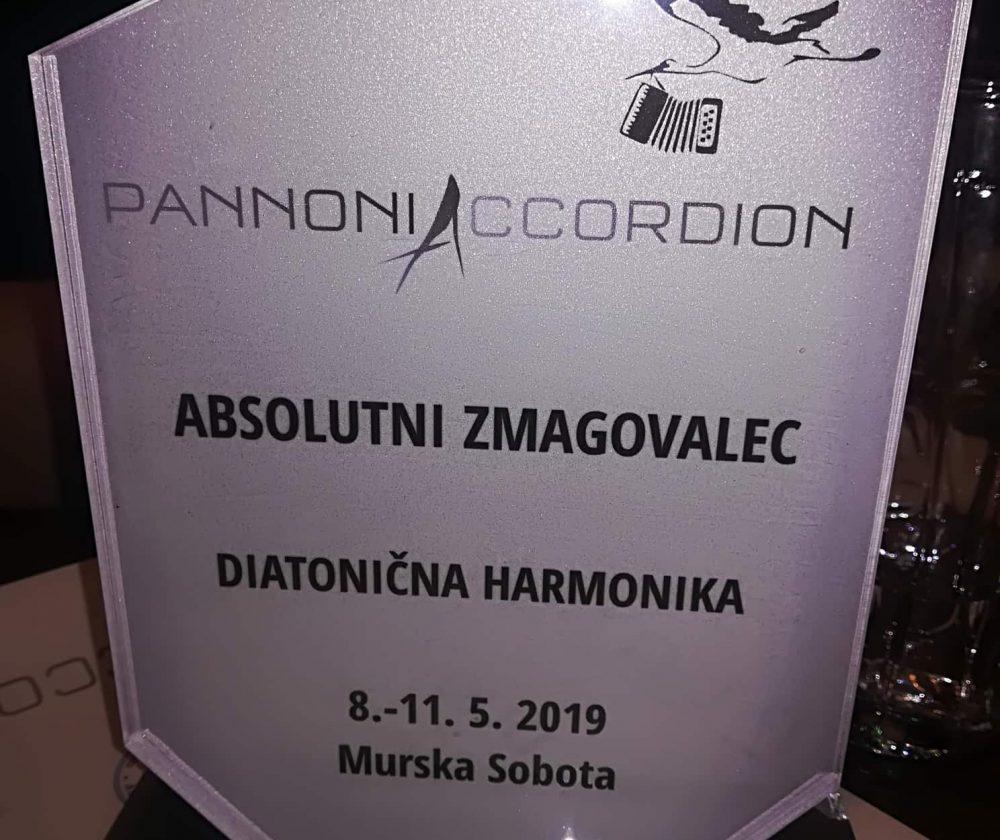 PANNONIACCORDION
ABSOLUTNI ZMAGOVALEC
DIATONIČNA HARMONIKA
8.-11. 5. 2019
Murska Sobota